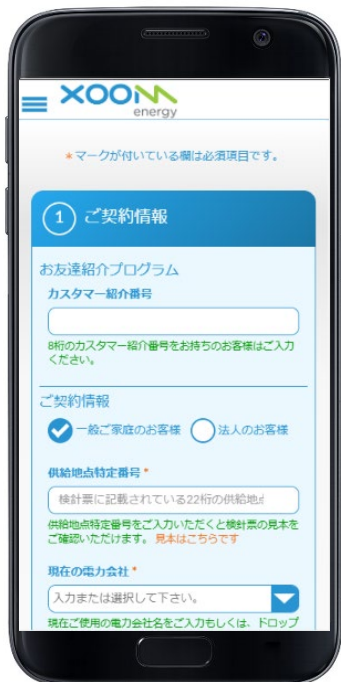 XOOM
energy
*マークが付いている欄は必須項目です。
1 ご契約情報
お友達紹介プログラム
カスタマー紹介番号
8桁のカスタマー紹介番号をお持ちのお客様はご入力
ください。
ご契約情報
一般ご家庭のお客様 法人のお客様
供給地点特定番号*
検針票に記載されている22桁の供給地点
供給地点特定番号をご入力いただくと検針票の見本を
ご確認いただけます。見本はこちらです
現在の電力会社*
入力または選択して下さい。
現在ご使用の電力会社名をご入力もしくは、ドロップ